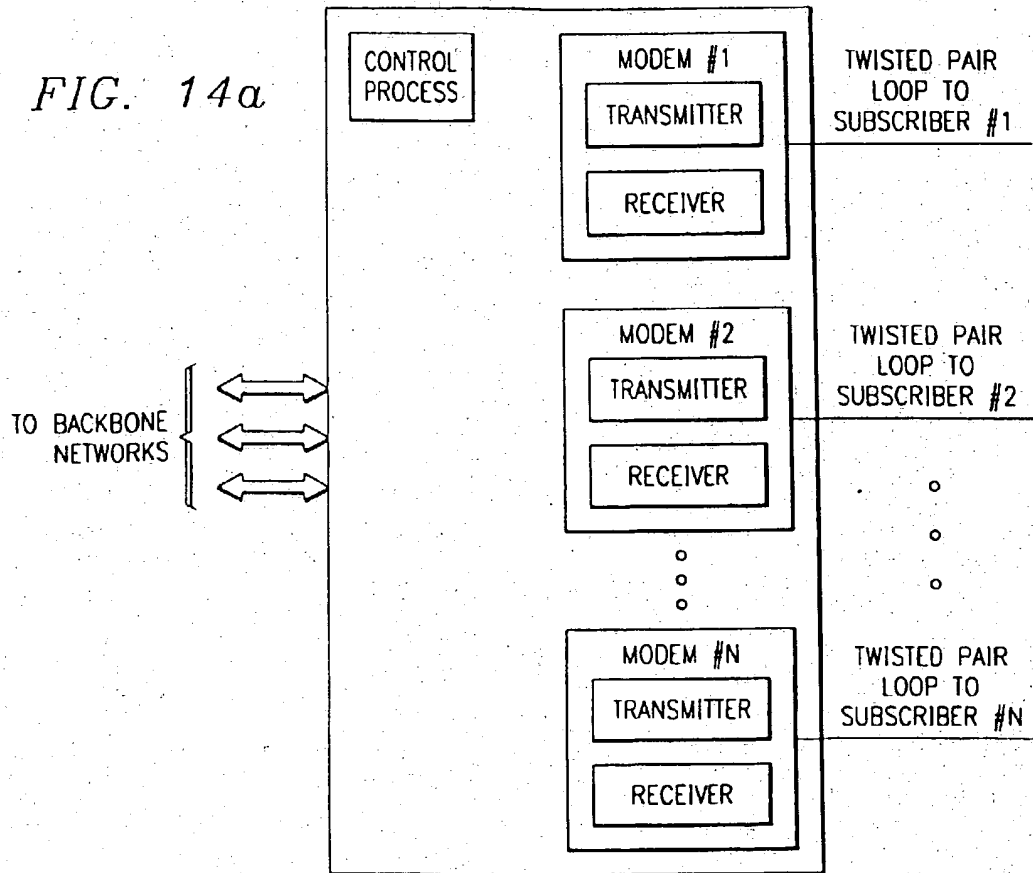 FIG. 14a
CONTROL
PROCESS
MODEM #1
TRANSMITTER
RECEIVER
TWISTED PAIR
LOOP TO
SUBSCRIBER #1
MODEM #2
TRANSMITTER
RECEIVER
TWISTED PAIR
LOOP TO
SUBSCRIBER #2
TO BACKBONE
NETWORKS
MODEM #N
TRANSMITTER
RECEIVER
TWISTED PAIR
LOOP TO
SUBSCRIBER #N